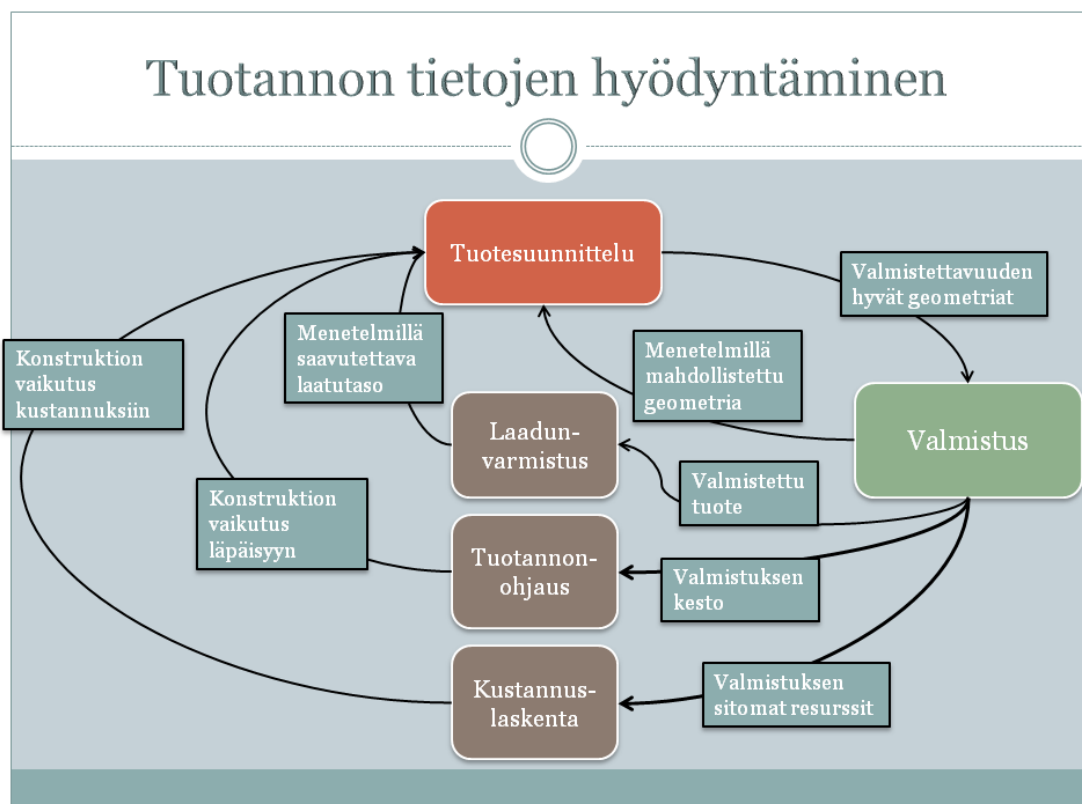 Tuotannon tietojen hyödyntäminen
Tuotesuunnittelu
Valmistettavuuden
hyvät geometriat
Menetelmillä
saavutettava
laatutaso
Menetelmillä
mahdollistettu
geometria
Konstruktion
vaikutus
kustannuksiin
Valmistus
Laadun-
varmistus
Valmistettu
tuote
Konstruktion
vaikutus
läpäisyyn
Tuotannon-
ohjaus
Valmistuksen
kesto
Kustannus-
laskenta
Valmistuksen
sitomat resurssit